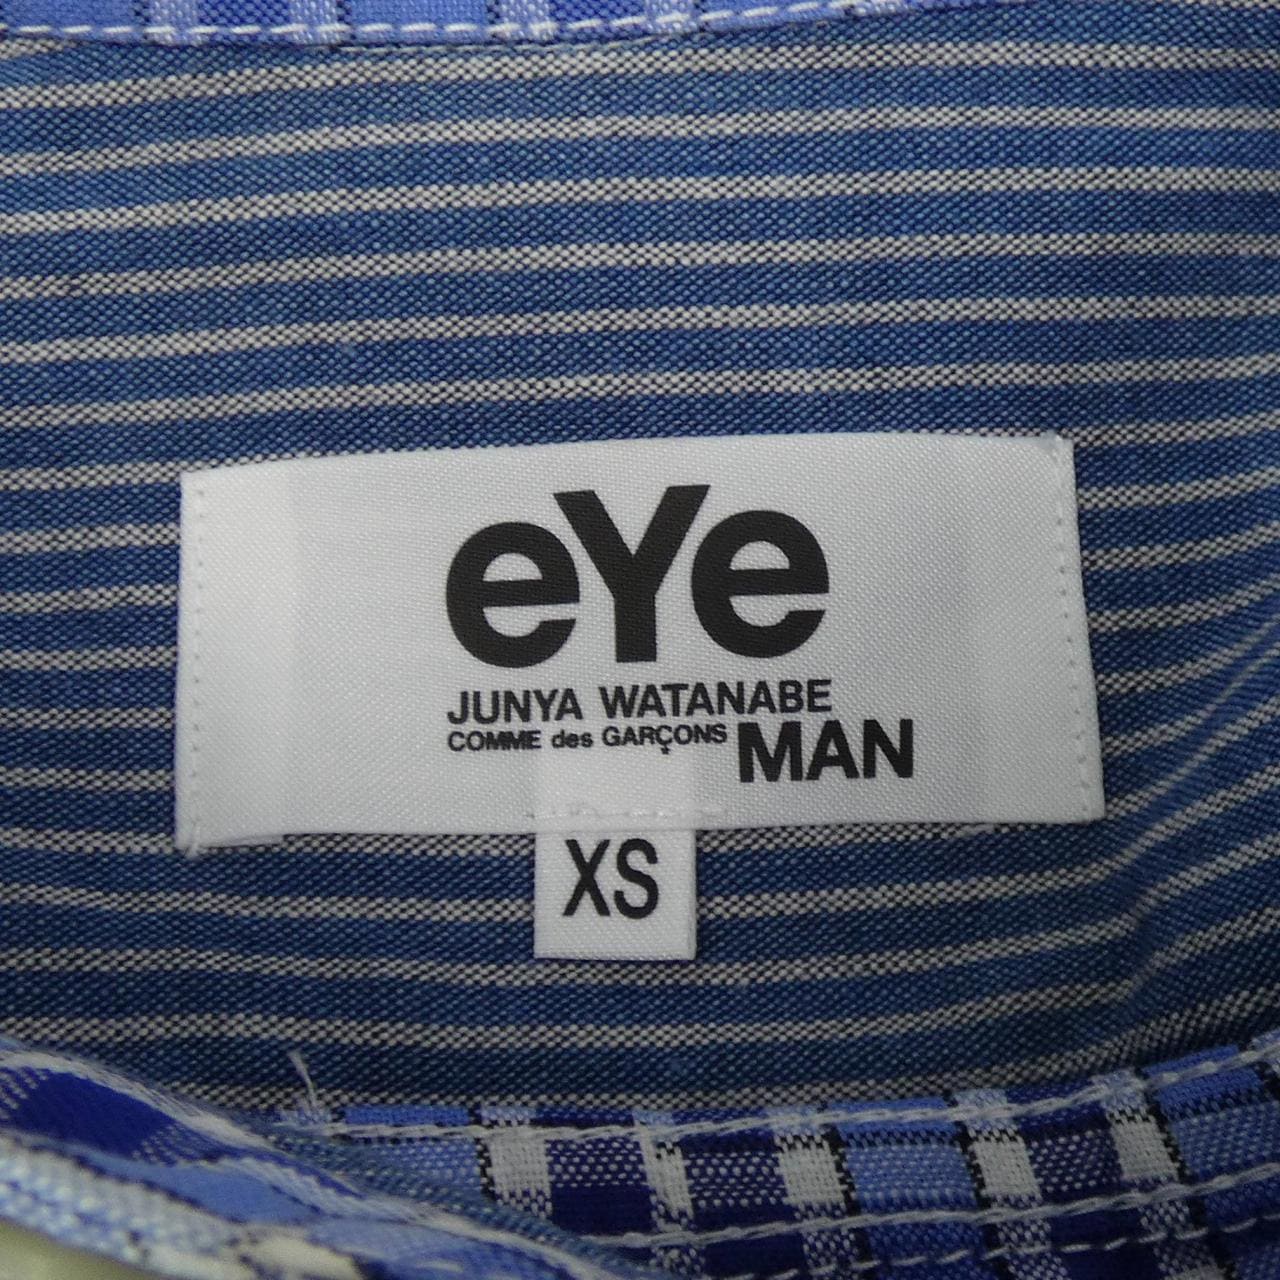 eYe
JUNYA WATANABE
COMME des GARÇONS MAN
XS